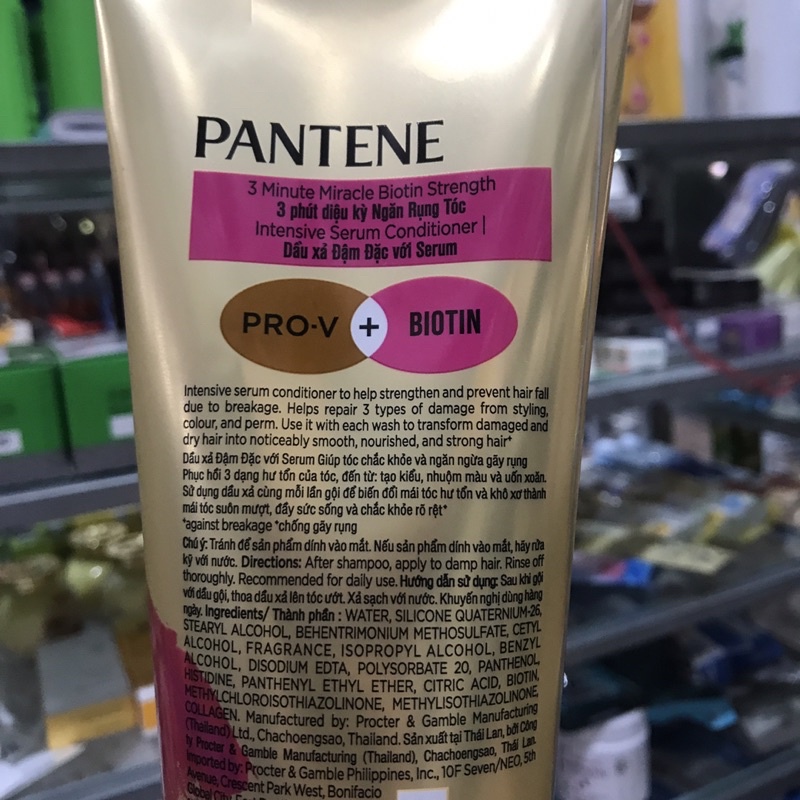 PANTENE
3 Minute Miracle Biotin Strength
3 phút diệu kỳ Ngăn Rụng Tóc
Intensive Serum Conditioner |
Dầu xả Đậm Đặc với Serum
PRO-V + BIOTIN
Intensive serum conditioner to help strengthen and prevent hair fall
due to breakage. Helps repair 3 types of damage from styling,
colour, and perm. Use it with each wash to transform damaged and
dry hair into noticeably smooth, nourished, and strong hair*
Dầu xả Đậm Đặc với Serum Giúp tóc chắc khỏe và ngăn ngừa gãy rụng
Phục hồi 3 dạng hư tổn của tóc, đến từ: tạo kiểu, nhuộm màu và uốn xoăn.
Sử dụng dầu xả cùng mỗi lần gội để biến đổi mái tóc hư tổn và khô xơ thành
mái tóc suôn mượt, đầy sức sống và chắc khỏe rõ rệt*
*against breakage *chống gãy rụng
Chú ý: Tránh để sản phẩm dính vào mắt. Nếu sản phẩm dính vào mắt, hãy rửa
kỹ với nước. Directions: After shampoo, apply to damp hair. Rinse off
thoroughly. Recommended for daily use. Hướng dẫn sử dụng: Sau khi gội
với dầu gội, thoa dầu xả lên tóc ướt. Xả sạch với nước. Khuyến nghị dùng hàng
ngày. Ingredients/ Thành phần : WATER, SILICONE QUATERNIUM-26,
STEARYL ALCOHOL, BEHENTRIMONIUM METHOSULFATE, CETYL
ALCOHOL, FRAGRANCE, ISOPROPYL ALCOHOL, BENZYL
ALCOHOL, DISODIUM EDTA, POLYSORBATE 20, PANTHENOL,
HISTIDINE, PANTHENYL ETHYL ETHER, CITRIC ACID, BIOTIN,
METHYLCHLOROISOTHIAZOLINONE, METHYLISOTHIAZOLINONE,
COLLAGEN. Manufactured by: Procter & Gamble Manufacturing
(Thailand) Ltd., Chachoengsao, Thailand. Sản xuất tại Thái Lan, bởi Công
ty Procter & Gamble Manufacturing (Thailand), Chachoengsao, Thái Lan.
Imported by: Procter & Gamble Philippines, Inc., 10F Seven/NEO, 5th
Avenue, Crescent Park West, Bonifacio
Global City,